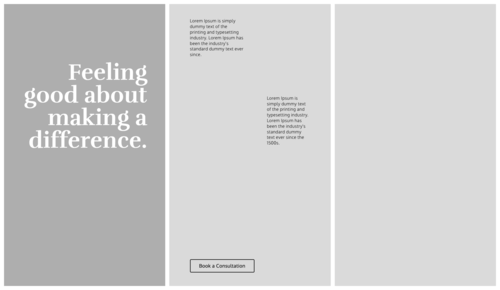 Feeling
good about
making a
difference.
Lorem Ipsum is simply
dummy text of the
printing and typesetting
industry. Lorem Ipsum has
been the industry's
standard dummy text ever
since.
Lorem Ipsum is
simply dummy text
of the printing and
typesetting industry.
Lorem Ipsum has
been the industry's
standard dummy
text ever since the
1500s.
Book a Consultation